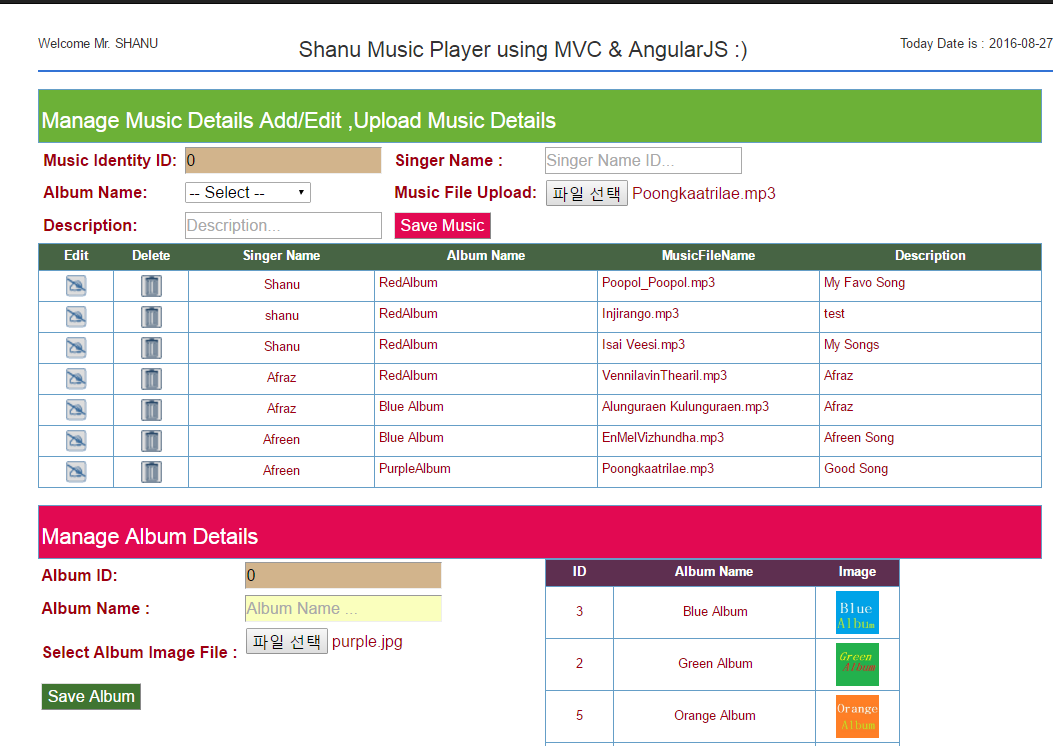 Welcome Mr. SHANU
Shanu Music Player using MVC & AngularJS :)
Today Date is : 2016-08-27
Manage Music Details Add/Edit ,Upload Music Details
Music Identity ID: 0 Singer Name : Singer Name ID...
Album Name: -- Select -- Music File Upload: 파일 선택 Poongkaatrilae.mp3
Description: Description... Save Music
Edit Delete Singer Name Album Name MusicFileName Description
Shanu RedAlbum Poopol_Poopol.mp3 My Favo Song
shanu RedAlbum Injirango.mp3 test
Shanu RedAlbum Isai Veesi.mp3 My Songs
Afraz RedAlbum VennilavinThearil.mp3 Afraz
Afraz Blue Album Alunguraen Kulunguraen.mp3 Afraz
Afreen Blue Album EnMelVizhundha.mp3 Afreen Song
Afreen PurpleAlbum Poongkaatrilae.mp3 Good Song
Manage Album Details
Album ID: 0
Album Name : Album Name ...
Select Album Image File : 파일 선택 purple.jpg
Save Album
ID Album Name Image
3 Blue Album Blue
Album
2 Green Album Green
Album
5 Orange Album Orange
Album